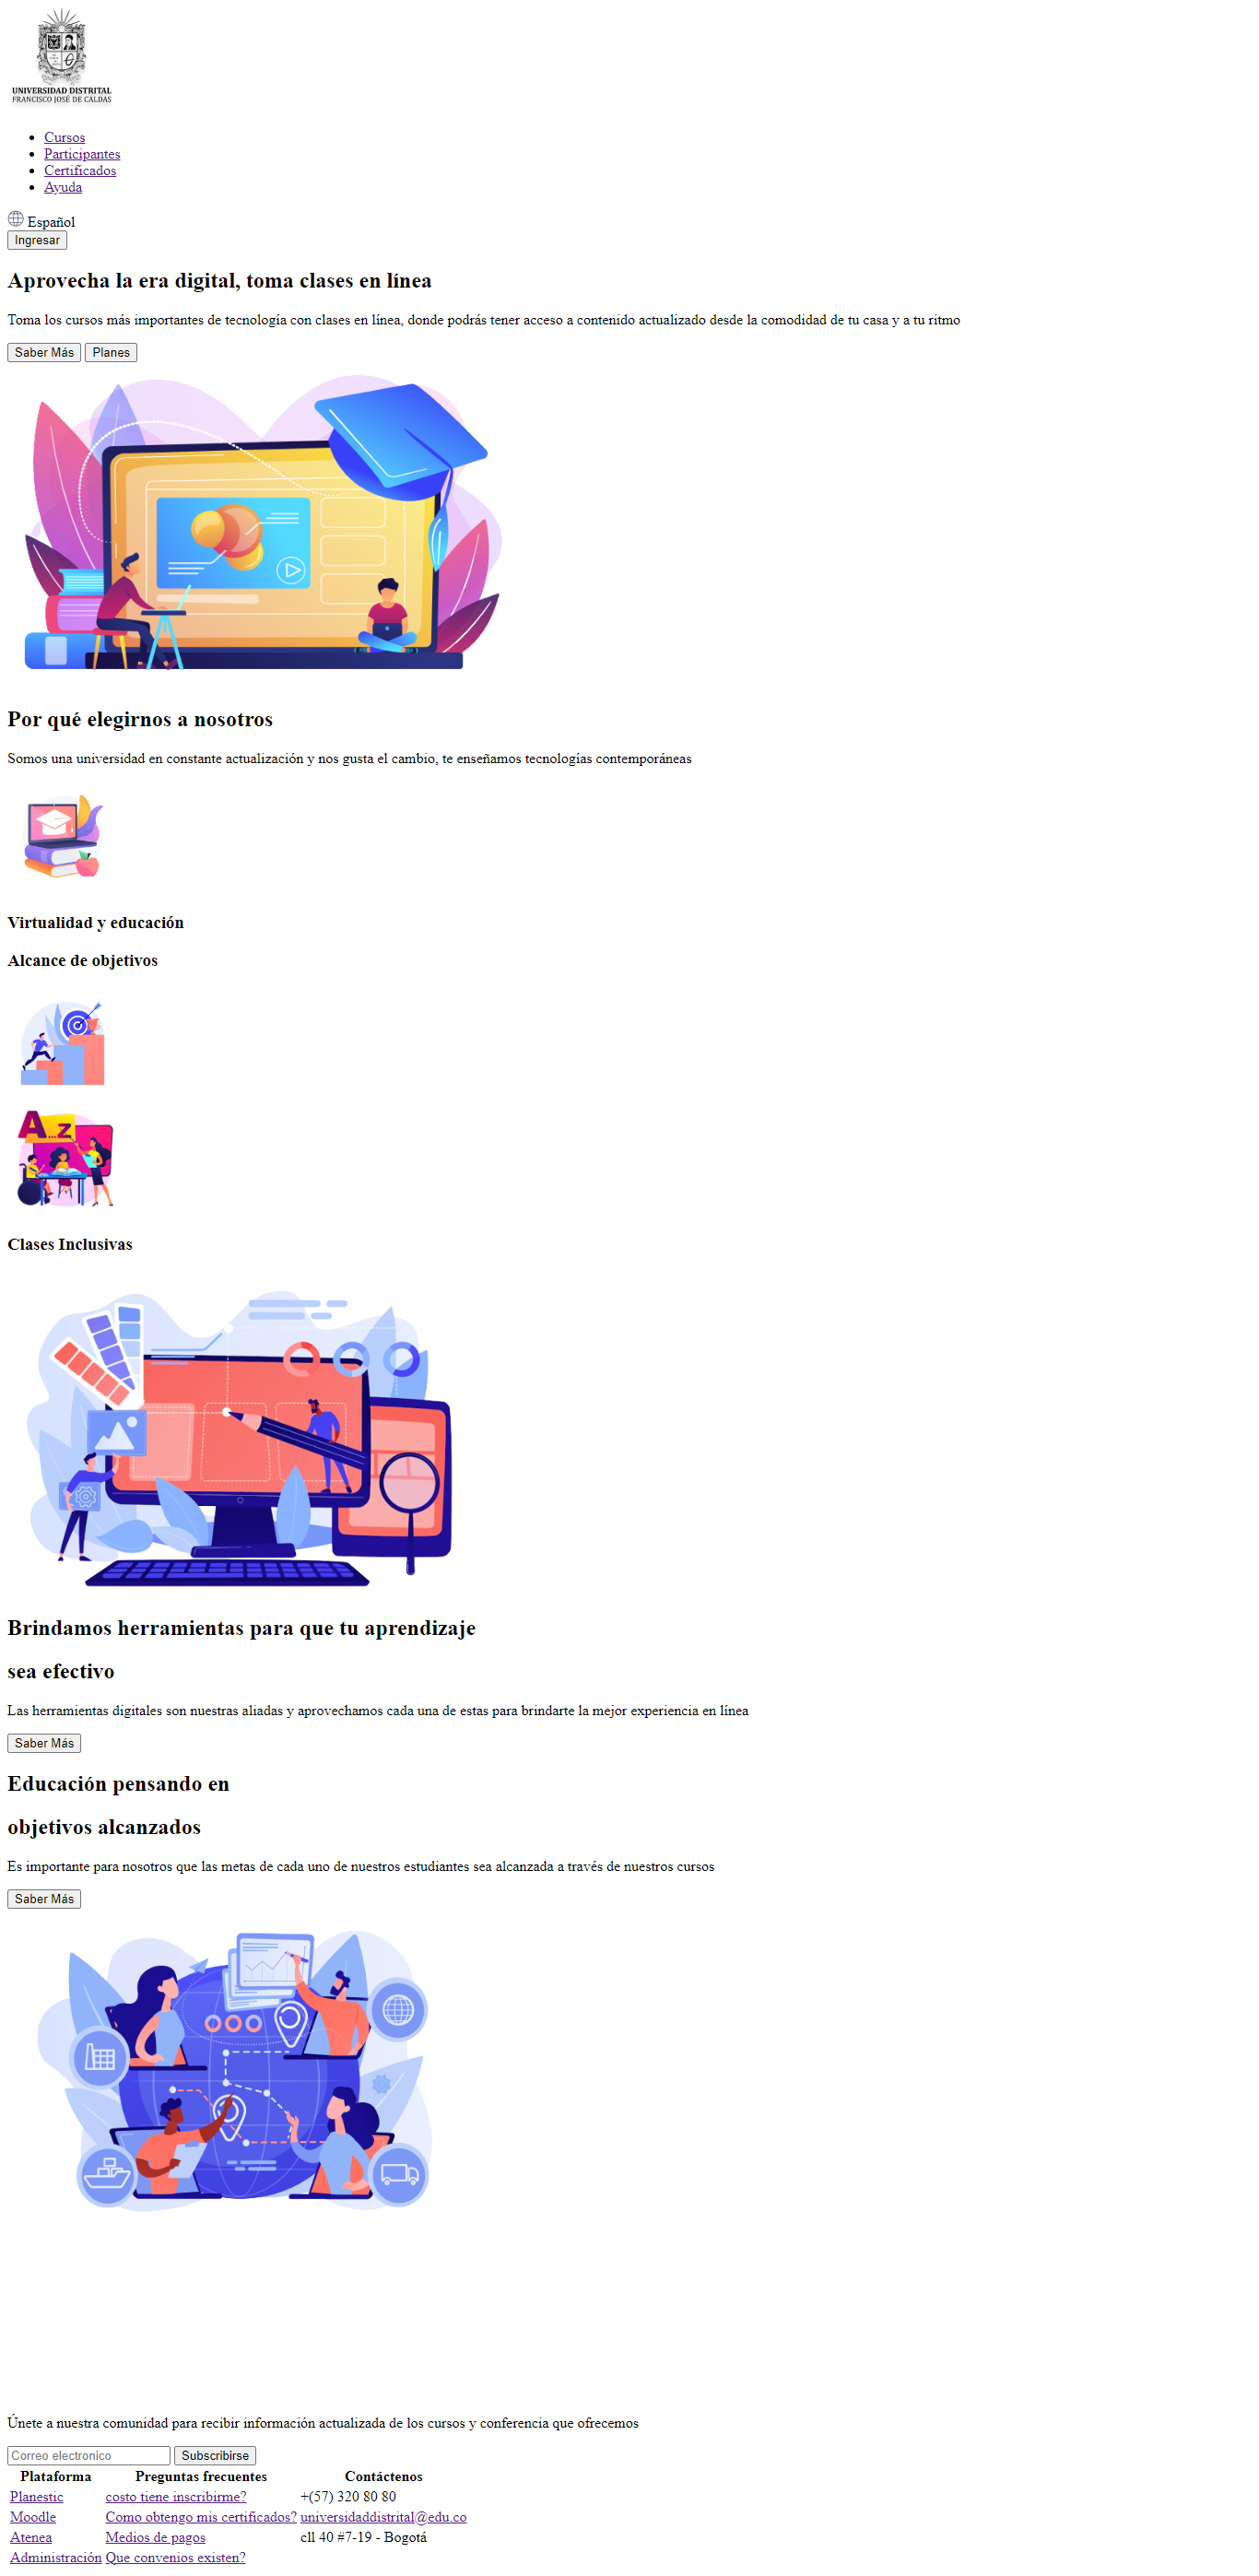 UNIVERSIDAD DISTRITAL
FRANCISCO JOSÉ DE CALDAS
Cursos
Participantes
Certificados
Ayuda
Español
Ingresar
Aprovecha la era digital, toma clases en línea
Toma los cursos más importantes de tecnología con clases en línea, donde podrás tener acceso a contenido actualizado desde la comodidad de tu casa y a tu ritmo
Saber Más Planes
Por qué elegirnos a nosotros
Somos una universidad en constante actualización y nos gusta el cambio, te enseñamos tecnologías contemporáneas
Virtualidad y educación
Alcance de objetivos
A...z
Clases Inclusivas
Brindamos herramientas para que tu aprendizaje
sea efectivo
Las herramientas digitales son nuestras aliadas y aprovechamos cada una de estas para brindarte la mejor experiencia en línea
Saber Más
Educación pensando en
objetivos alcanzados
Es importante para nosotros que las metas de cada uno de nuestros estudiantes sea alcanzada a través de nuestros cursos
Saber Más
Únete a nuestra comunidad para recibir información actualizada de los cursos y conferencia que ofrecemos
Correo electronico Subscribirse
Plataforma Preguntas frecuentes Contáctenos
Planestic costo tiene inscribirme? +(57) 320 80 80
Moodle Como obtengo mis certificados? universidaddistrital@edu.co
Atenea Medios de pagos cll 40 #7-19 - Bogotá
Administración Que convenios existen?